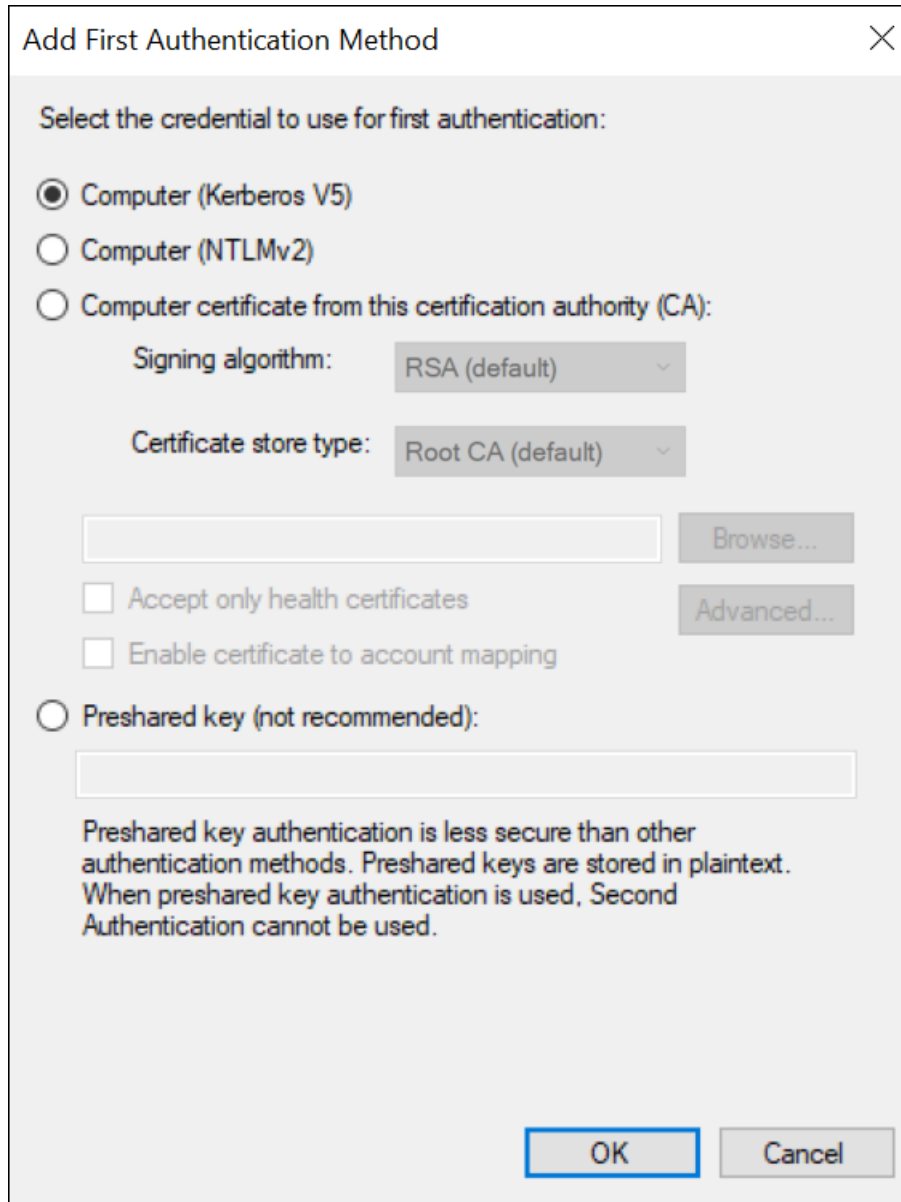 Add First Authentication Method
Select the credential to use for first authentication:
Computer (Kerberos V5)
Computer (NTLMv2)
Computer certificate from this certification authority (CA):
Signing algorithm: RSA (default)
Certificate store type: Root CA (default)
Browse...
Accept only health certificates
Advanced...
Enable certificate to account mapping
Preshared key (not recommended):
Preshared key authentication is less secure than other
authentication methods. Preshared keys are stored in plaintext.
When preshared key authentication is used, Second
Authentication cannot be used.
OK Cancel